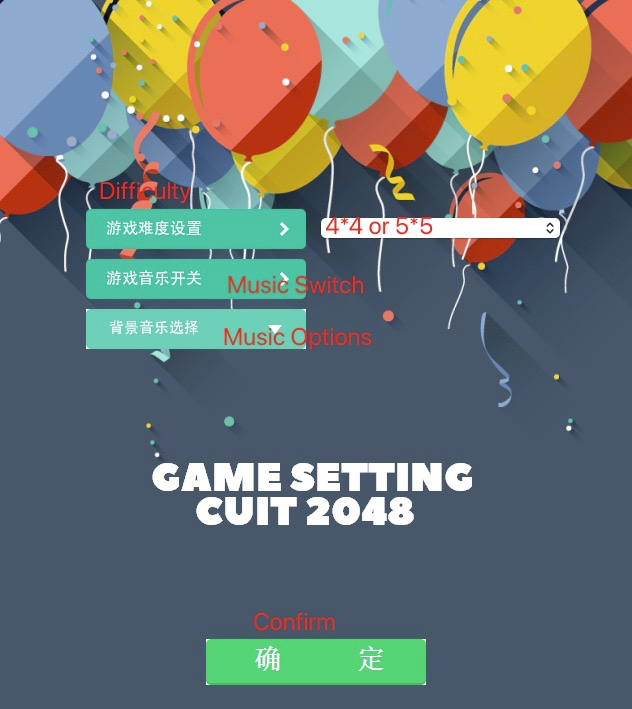 Difficulty
游戏难度设置
4*4 or 5*5
游戏音乐开关
Music Switch
背景音乐选择
Music Options
GAME SETTING
CUIT 2048
Confirm
确 定